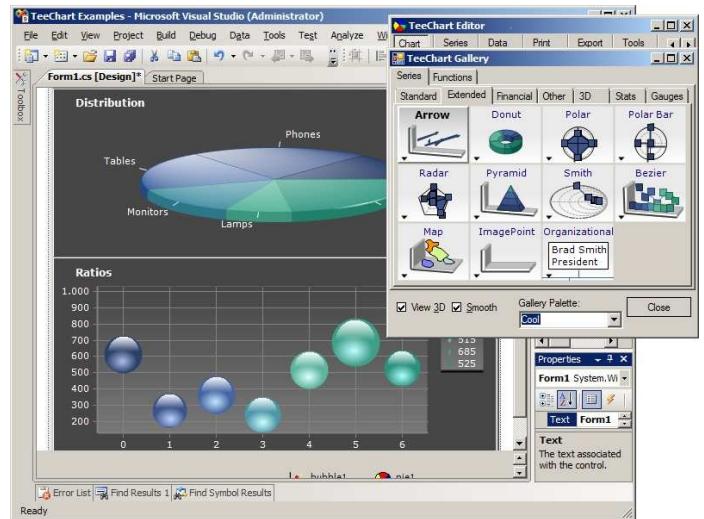 TeeChart Examples - Microsoft Visual Studio (Administrator)
File Edit View Project Build Debug Data Tools Test Analyze Wi
Form1.cs [Design]* Start Page
Toolbox
Distribution
Phones
Tables
Monitors
Lamps
Ratios
1.000
900
800
700
600
500
400
300
200
0 1 2 3 4 5 6
515
685
525
bubble1 pie1
Error List Find Results 1 Find Symbol Results
Ready
TeeChart Editor
Chart Series Data Print Export Tools
TeeChart Gallery
Series Functions
Standard Extended Financial Other 3D Stats Gauges
Arrow Donut Polar Polar Bar
Radar Pyramid Smith Bezier
Map ImagePoint Organizational
Brad Smith
President
View 3D Smooth Gallery Palette: Close
Cool
Properties
Form1 System.Wi
Text Form1
Text
The text associated
with the control.